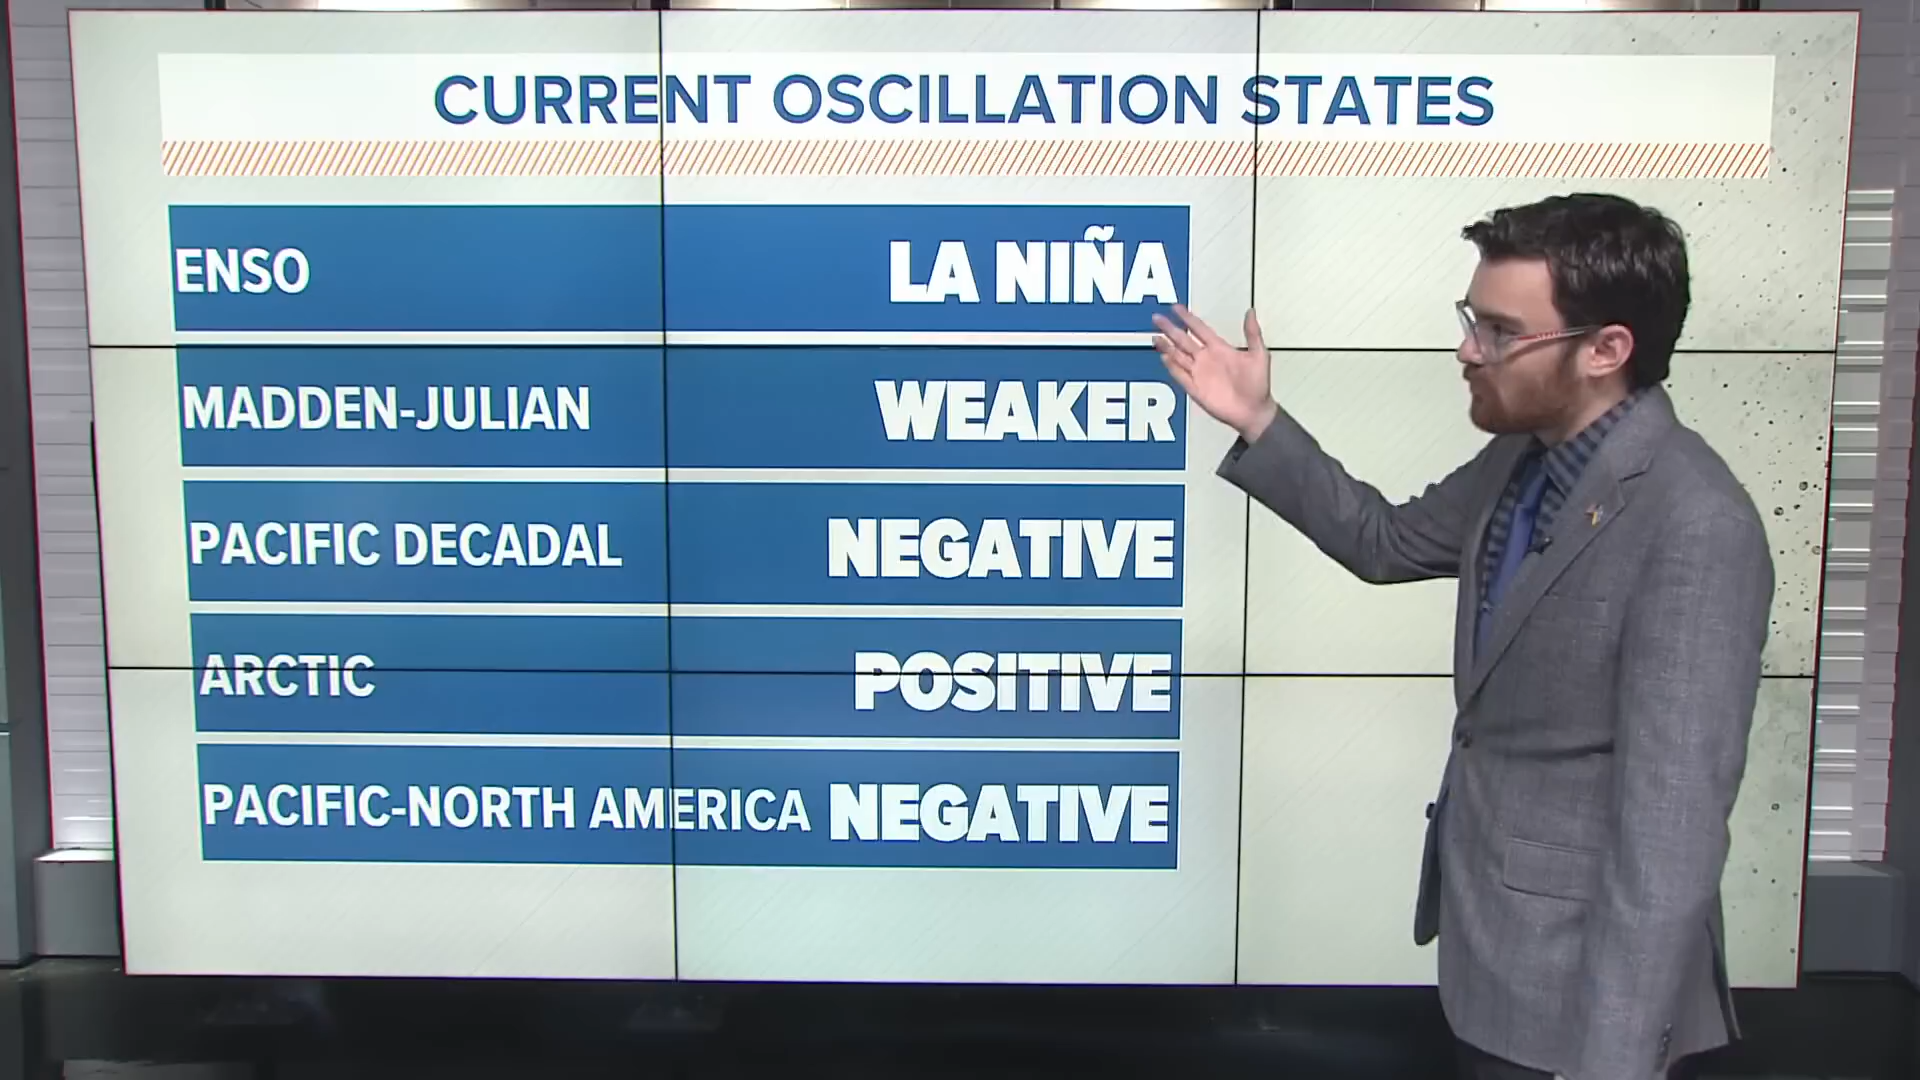 CURRENT OSCILLATION STATES
ENSO LA NIÑA
MADDEN-JULIAN WEAKER
PACIFIC DECADAL NEGATIVE
ARCTIC POSITIVE
PACIFIC-NORTH AMERICA NEGATIVE